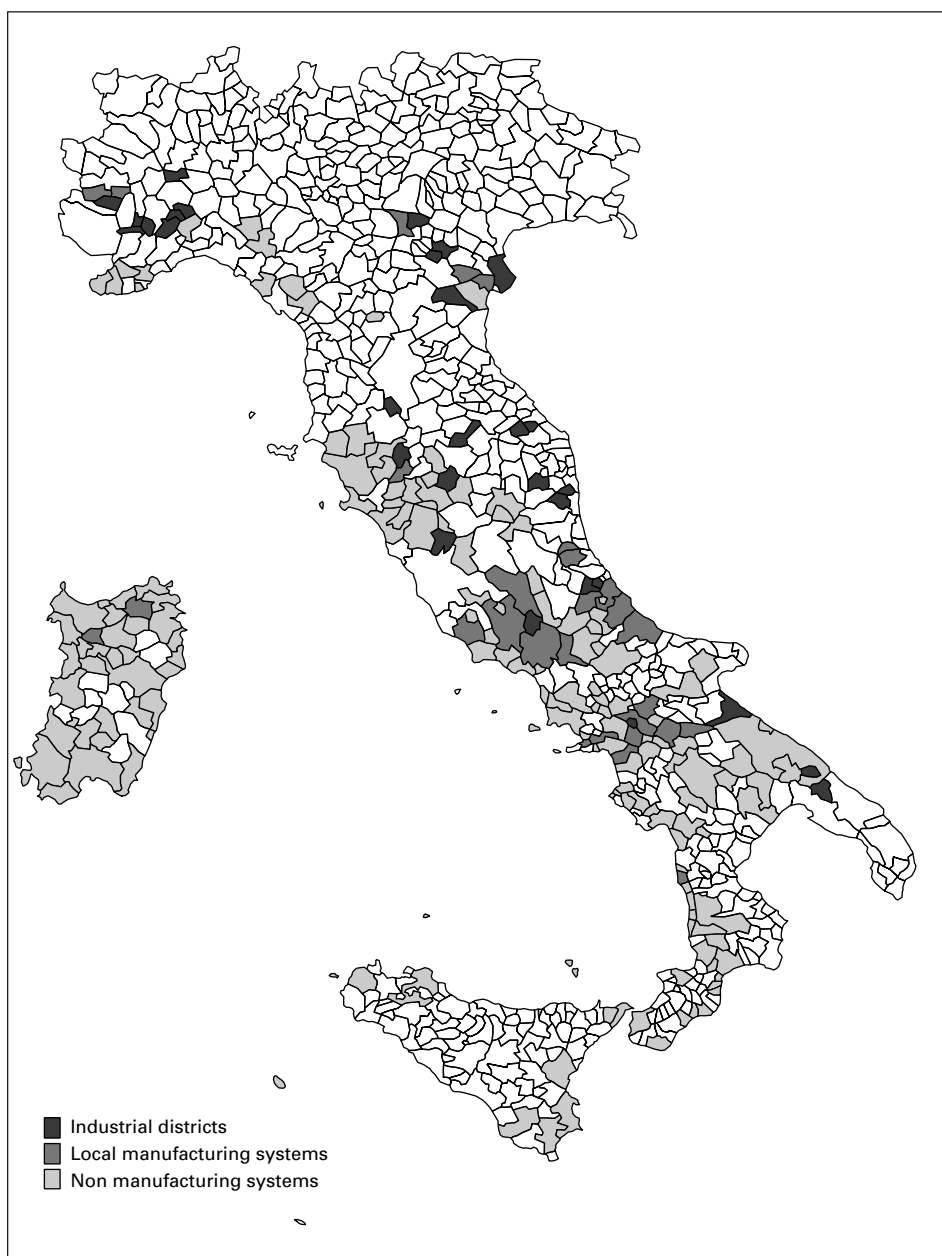 Industrial districts
Local manufacturing systems
Non manufacturing systems